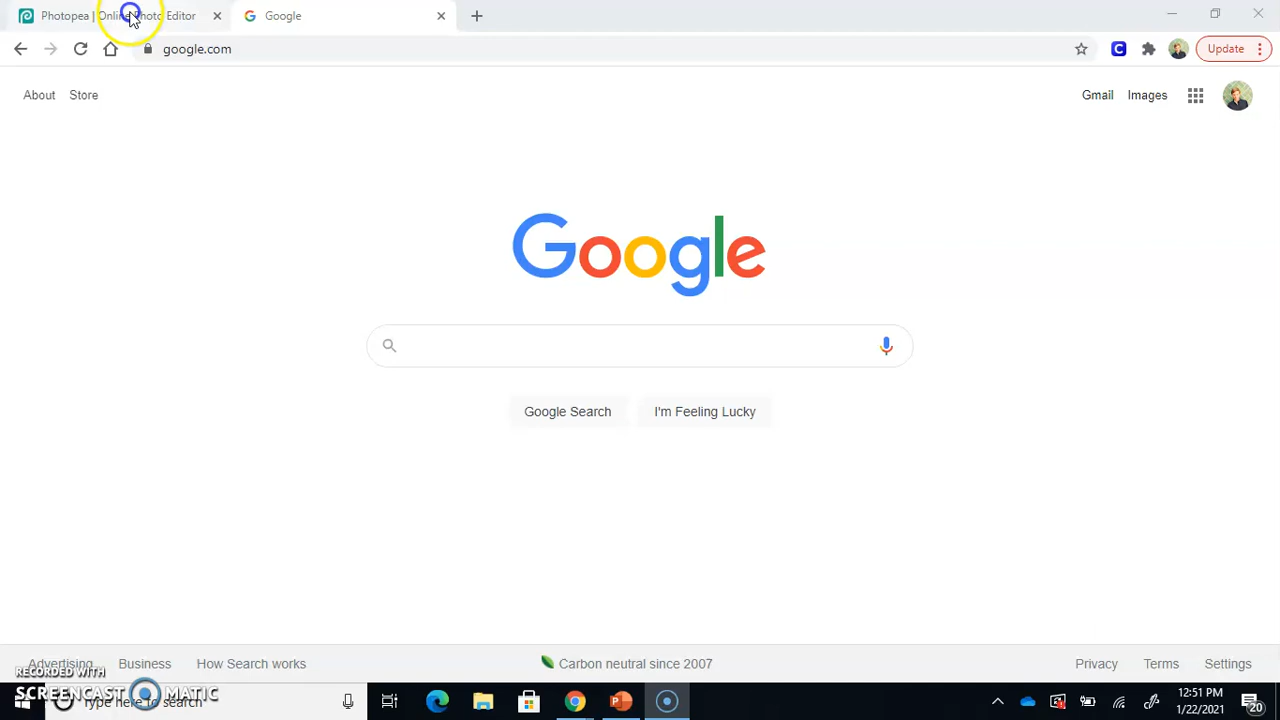 Photopea | Online Photo Editor
Google
google.com
Update
About Store
Gmail Images
Google
Google Search I'm Feeling Lucky
Advertising Business How Search works
Carbon neutral since 2007
Privacy Terms Settings
RECORDED WITH
SCREENCAST MATIC
Type here to search
12:51 PM
1/22/2021
20